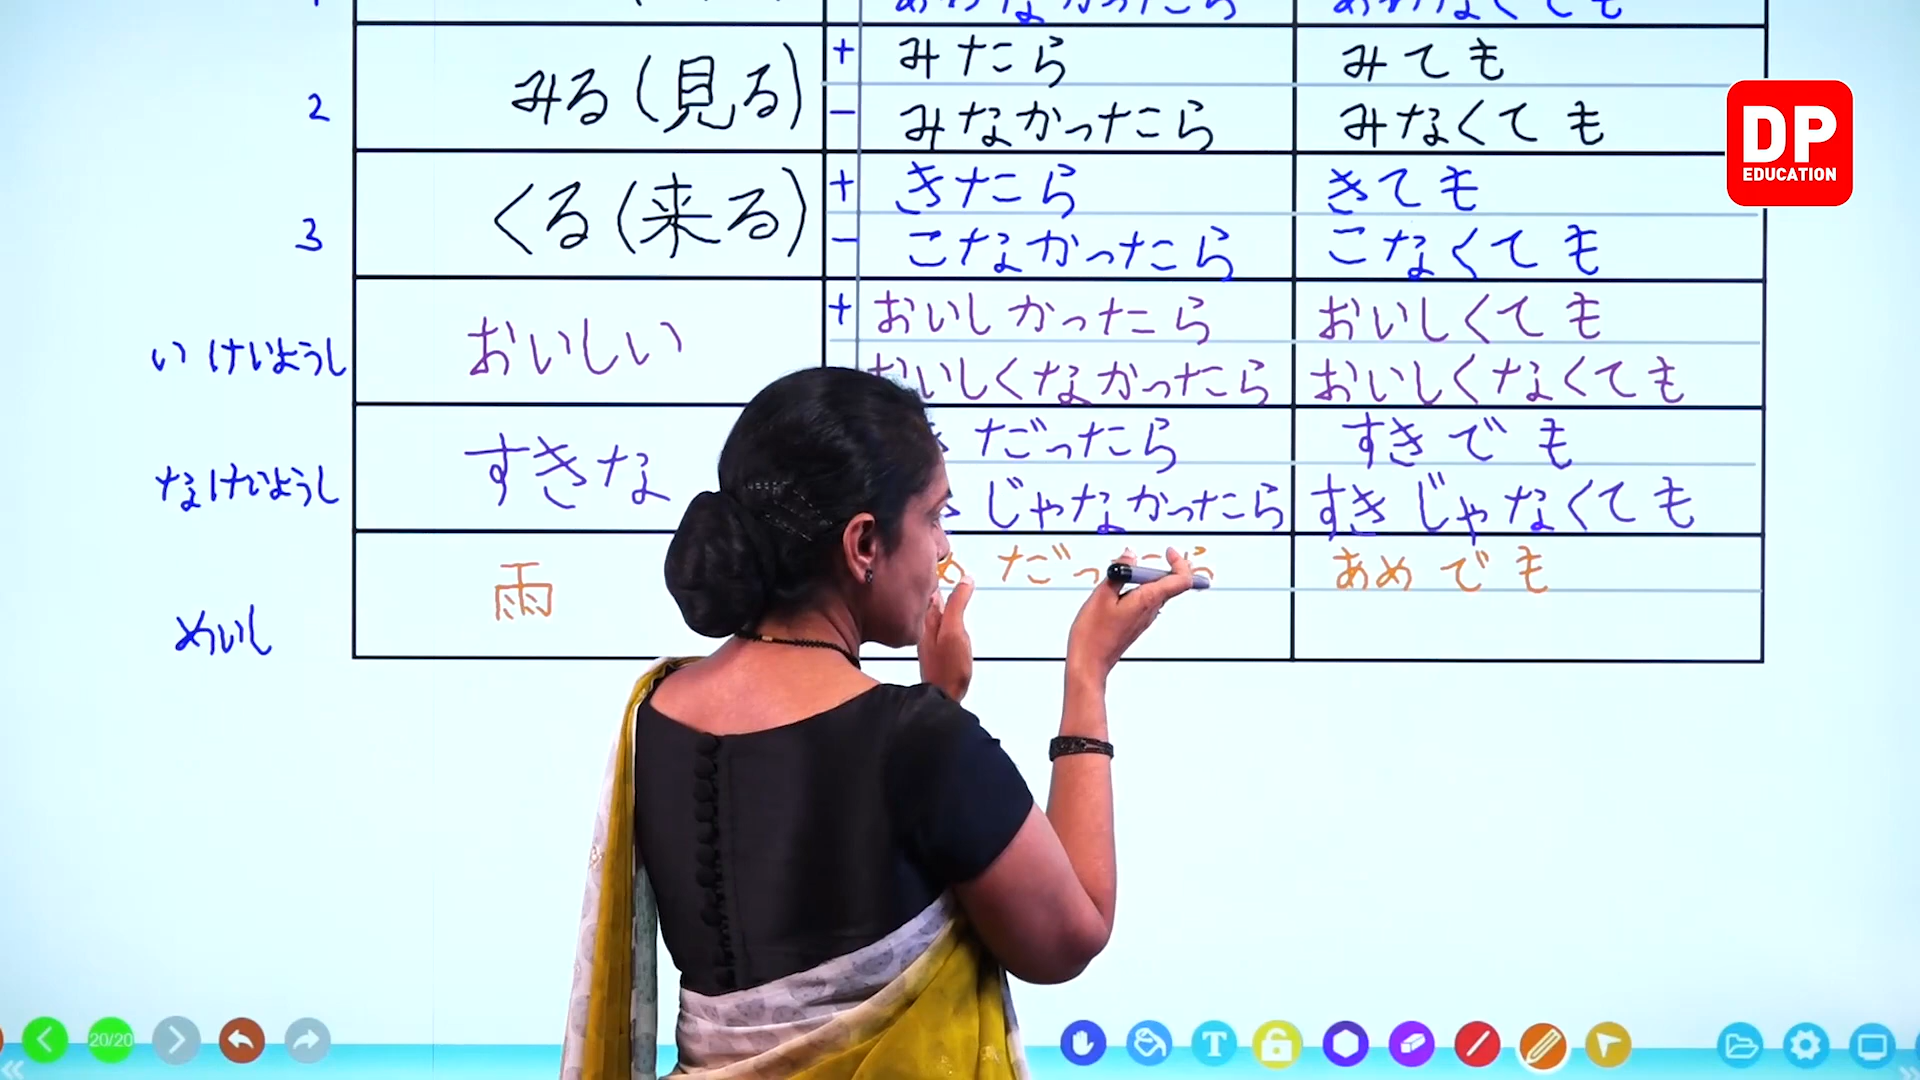 2 みる(見る) + みたら みても
- みなかったら みなくても
3 くる(来る) + きたら きても
- こなかったら こなくても
いけいようし おいしい + おいしかったら おいしくても
おいしくなかったら おいしくなくても
なけいようし すきな だったら すきでも
じゃなかったら すきじゃなくても
めいし 雨 め だっ ら あめでも
DP
EDUCATION
20/20
T